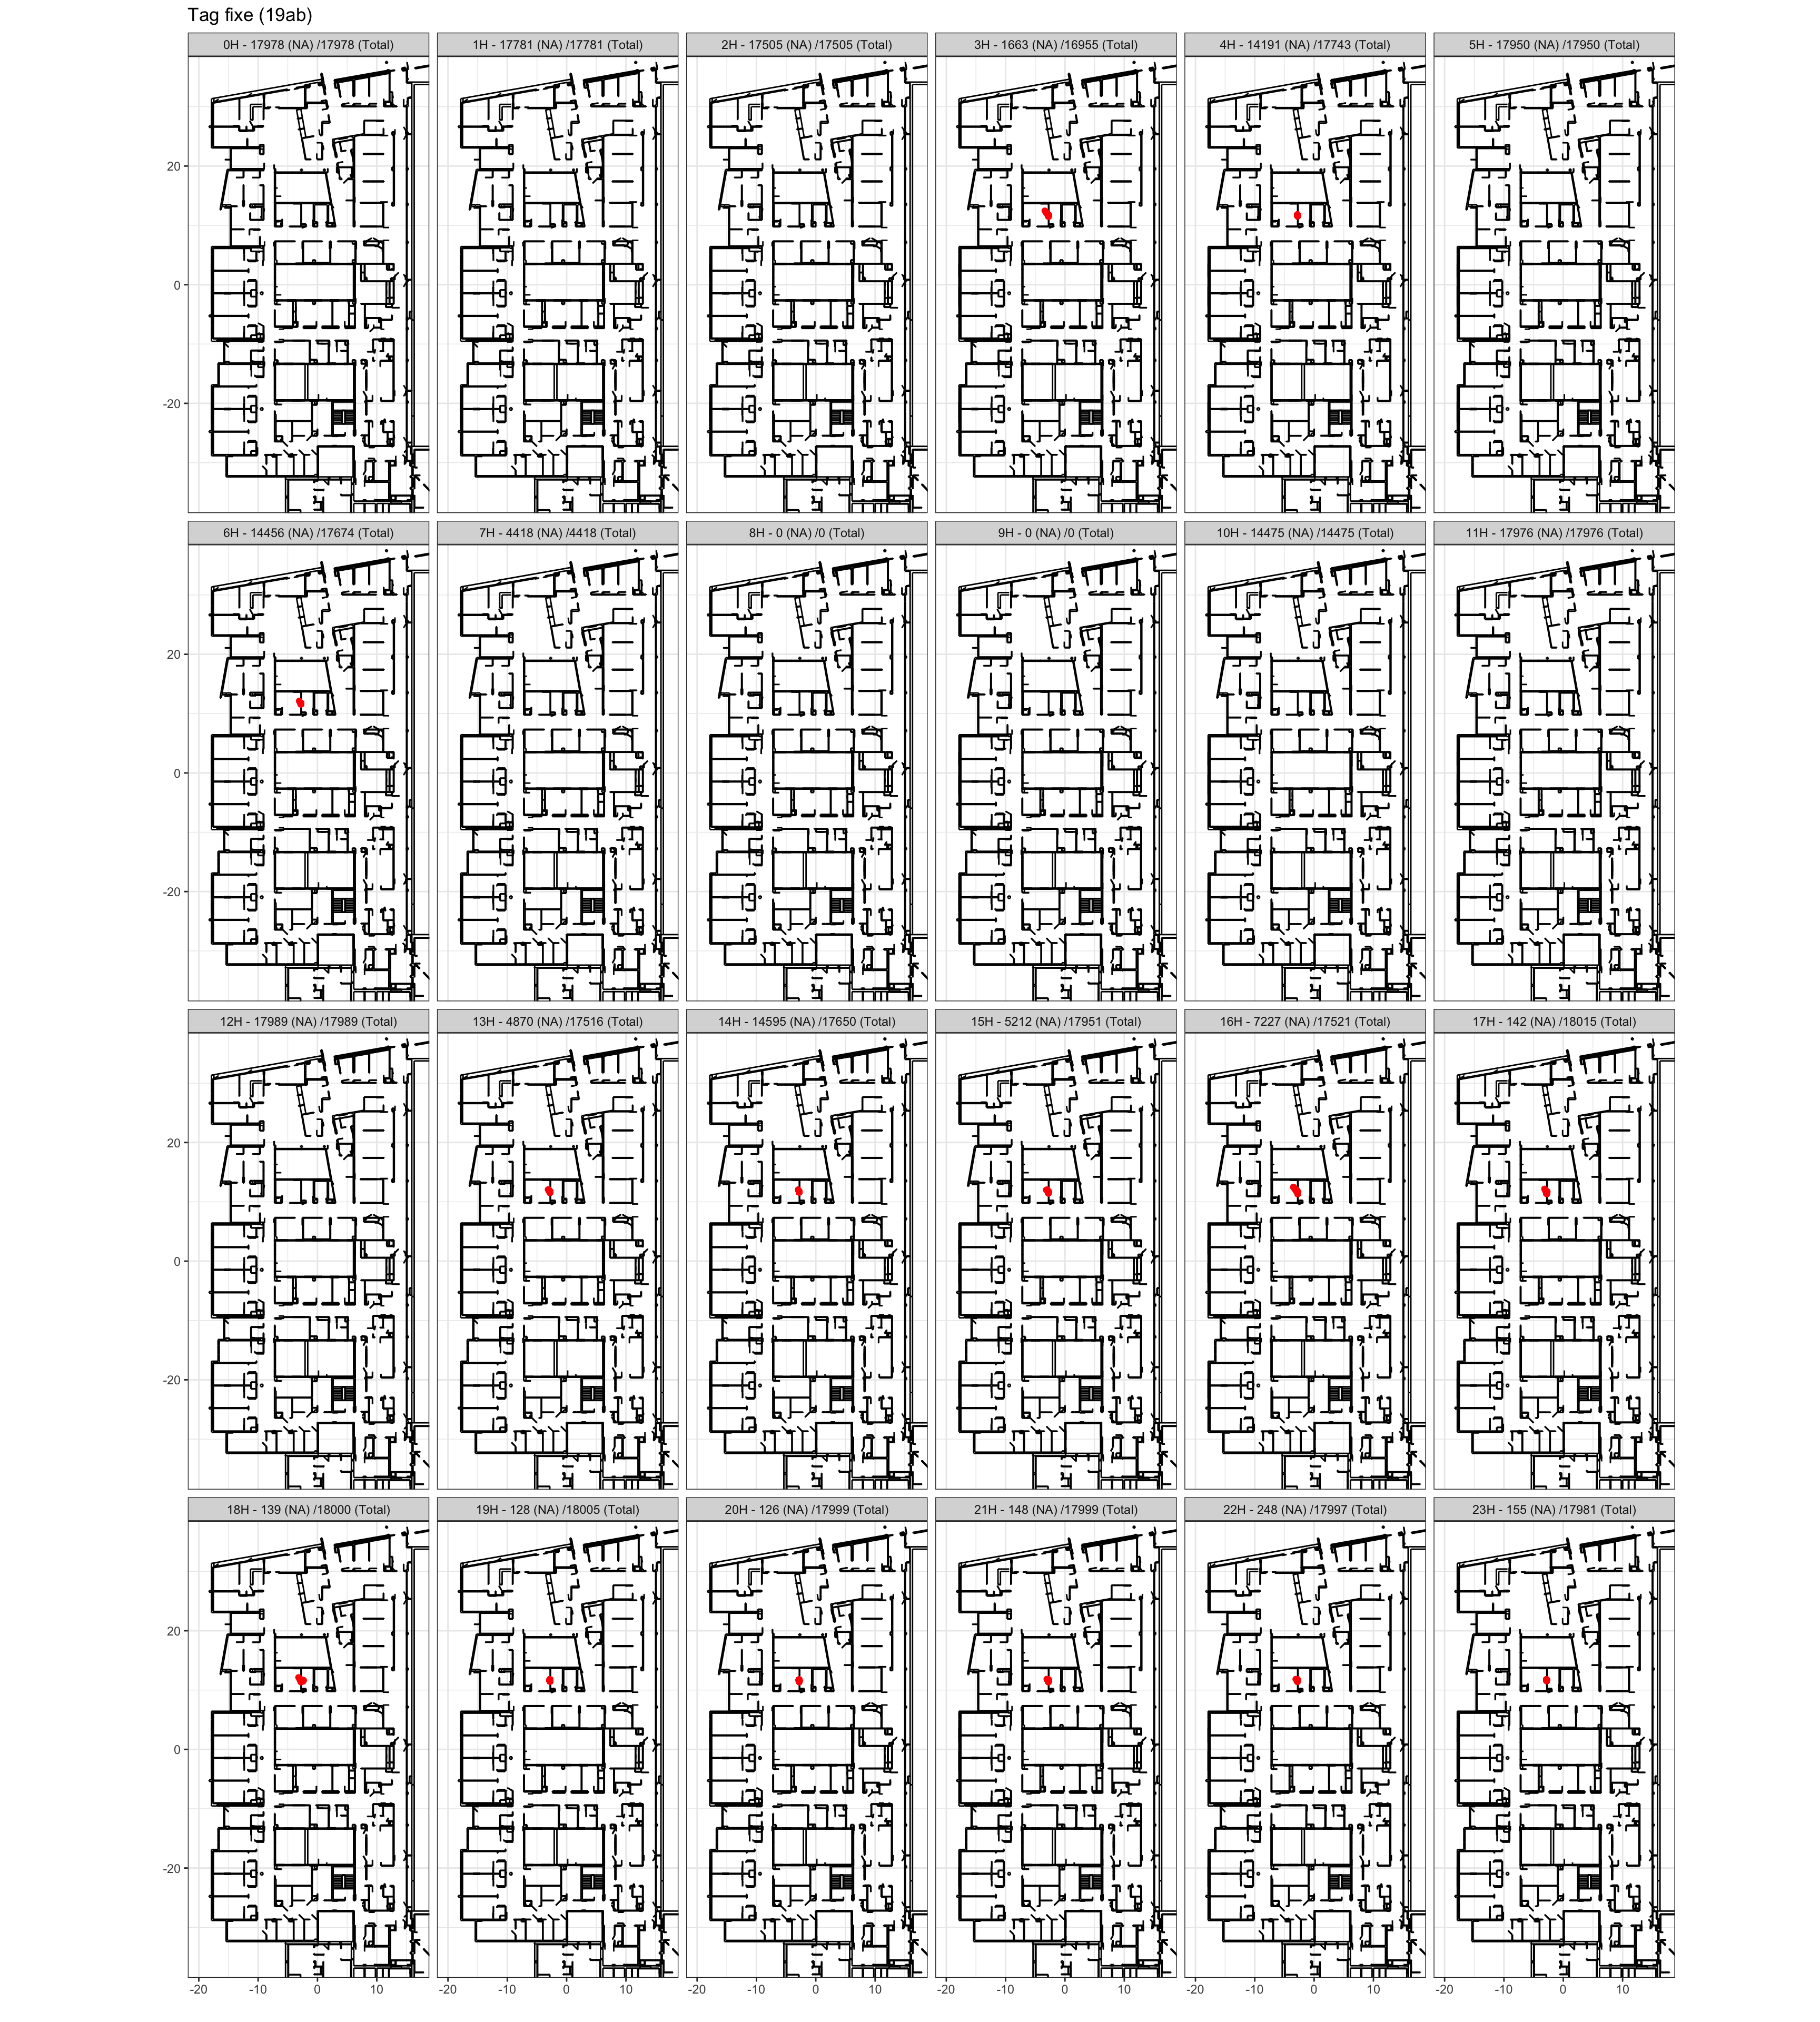 Tag fixe (19ab)
0H - 17978 (NA) /17978 (Total) 1H - 17781 (NA) /17781 (Total) 2H - 17505 (NA) /17505 (Total) 3H - 1663 (NA) /16955 (Total) 4H - 14191 (NA) /17743 (Total) 5H - 17950 (NA) /17950 (Total)
20
0
-20
6H - 14456 (NA) /17674 (Total) 7H - 4418 (NA) /4418 (Total) 8H - 0 (NA) /0 (Total) 9H - 0 (NA) /0 (Total) 10H - 14475 (NA) /14475 (Total) 11H - 17976 (NA) /17976 (Total)
20
0
-20
12H - 17989 (NA) /17989 (Total) 13H - 4870 (NA) /17516 (Total) 14H - 14595 (NA) /17650 (Total) 15H - 5212 (NA) /17951 (Total) 16H - 7227 (NA) /17521 (Total) 17H - 142 (NA) /18015 (Total)
20
0
-20
18H - 139 (NA) /18000 (Total) 19H - 128 (NA) /18005 (Total) 20H - 126 (NA) /17999 (Total) 21H - 148 (NA) /17999 (Total) 22H - 248 (NA) /17997 (Total) 23H - 155 (NA) /17981 (Total)
20
0
-20
-20 -10 0 10 -20 -10 0 10 -20 -10 0 10 -20 -10 0 10 -20 -10 0 10 -20 -10 0 10